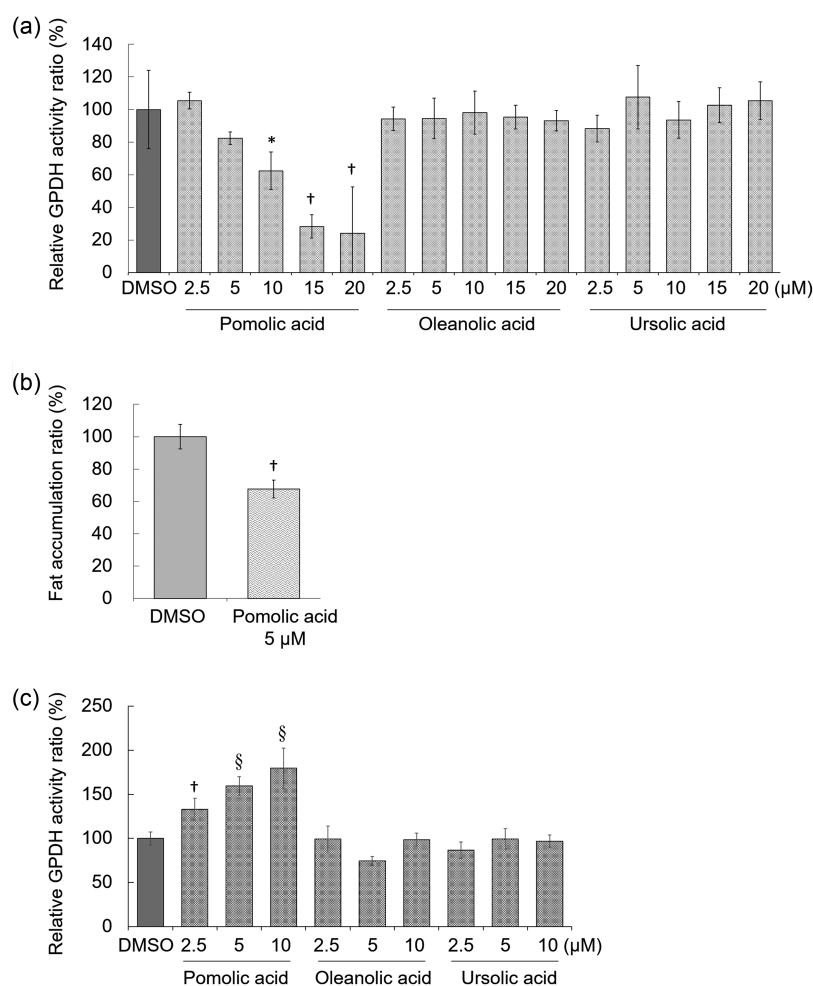 (a)
Relative GPDH activity ratio (%)
140
120
100
80
60
40
20
0
*
†
†
DMSO 2.5 5 10 15 20 2.5 5 10 15 20 2.5 5 10 15 20 (μM)
Pomolic acid Oleanolic acid Ursolic acid
(b)
Fat accumulation ratio (%)
120
100
80
60
40
20
0
†
DMSO Pomolic acid
5 μM
(c)
Relative GPDH activity ratio (%)
250
200
150
100
50
0
†
§
§
DMSO 2.5 5 10 2.5 5 10 2.5 5 10 (μM)
Pomolic acid Oleanolic acid Ursolic acid